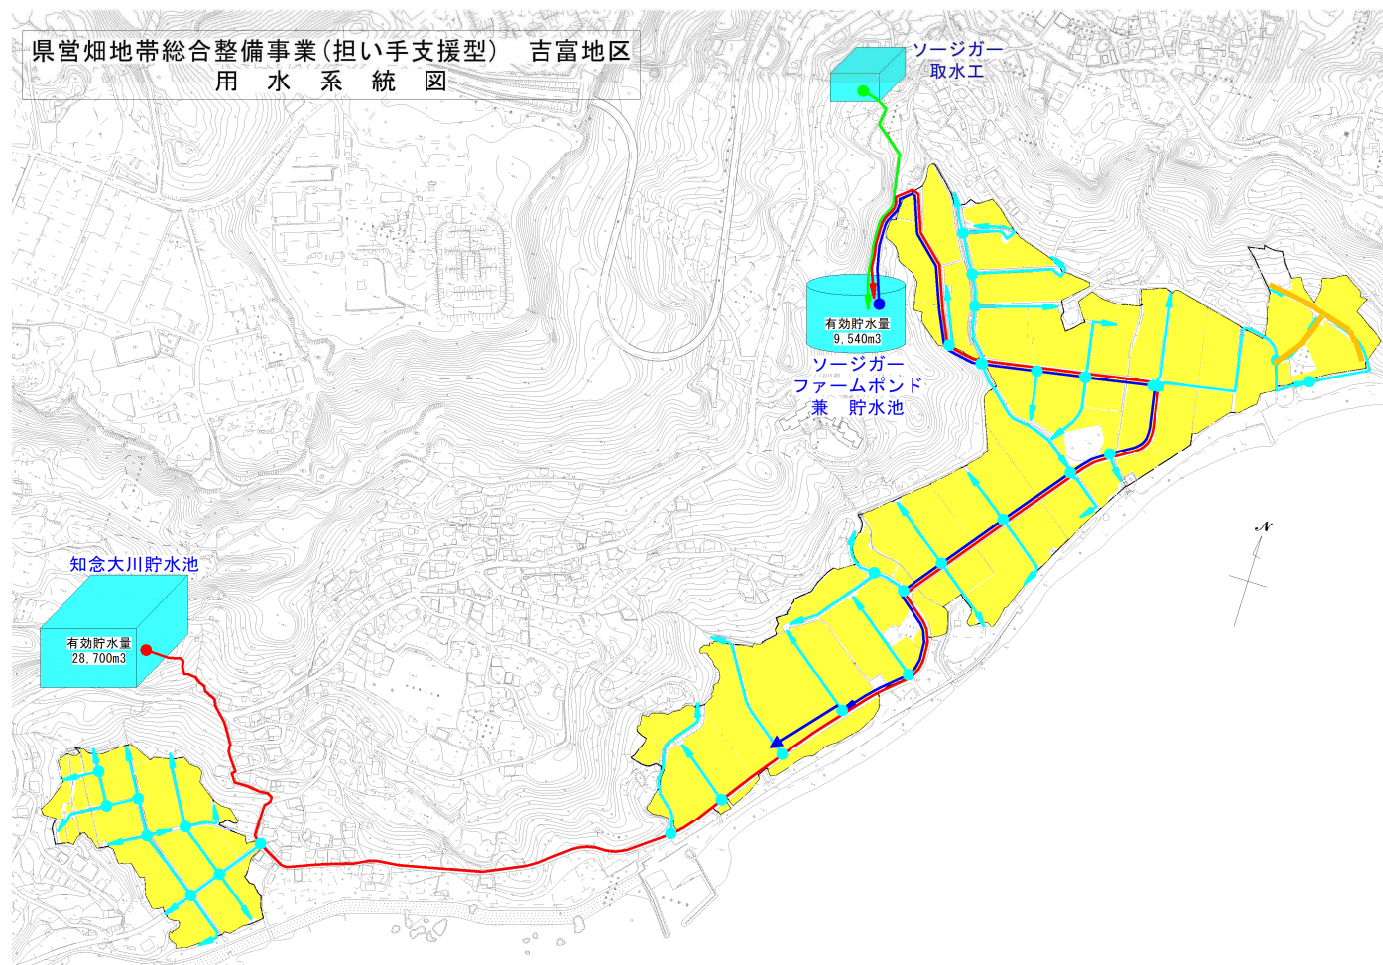 県営畑地帯総合整備事業(担い手支援型)　吉富地区
用　水　系　統　図
ソージガー
取水工
有効貯水量
9,540m3
ソージガー
ファームポンド
兼　貯水池
知念大川貯水池
有効貯水量
28,700m3
N